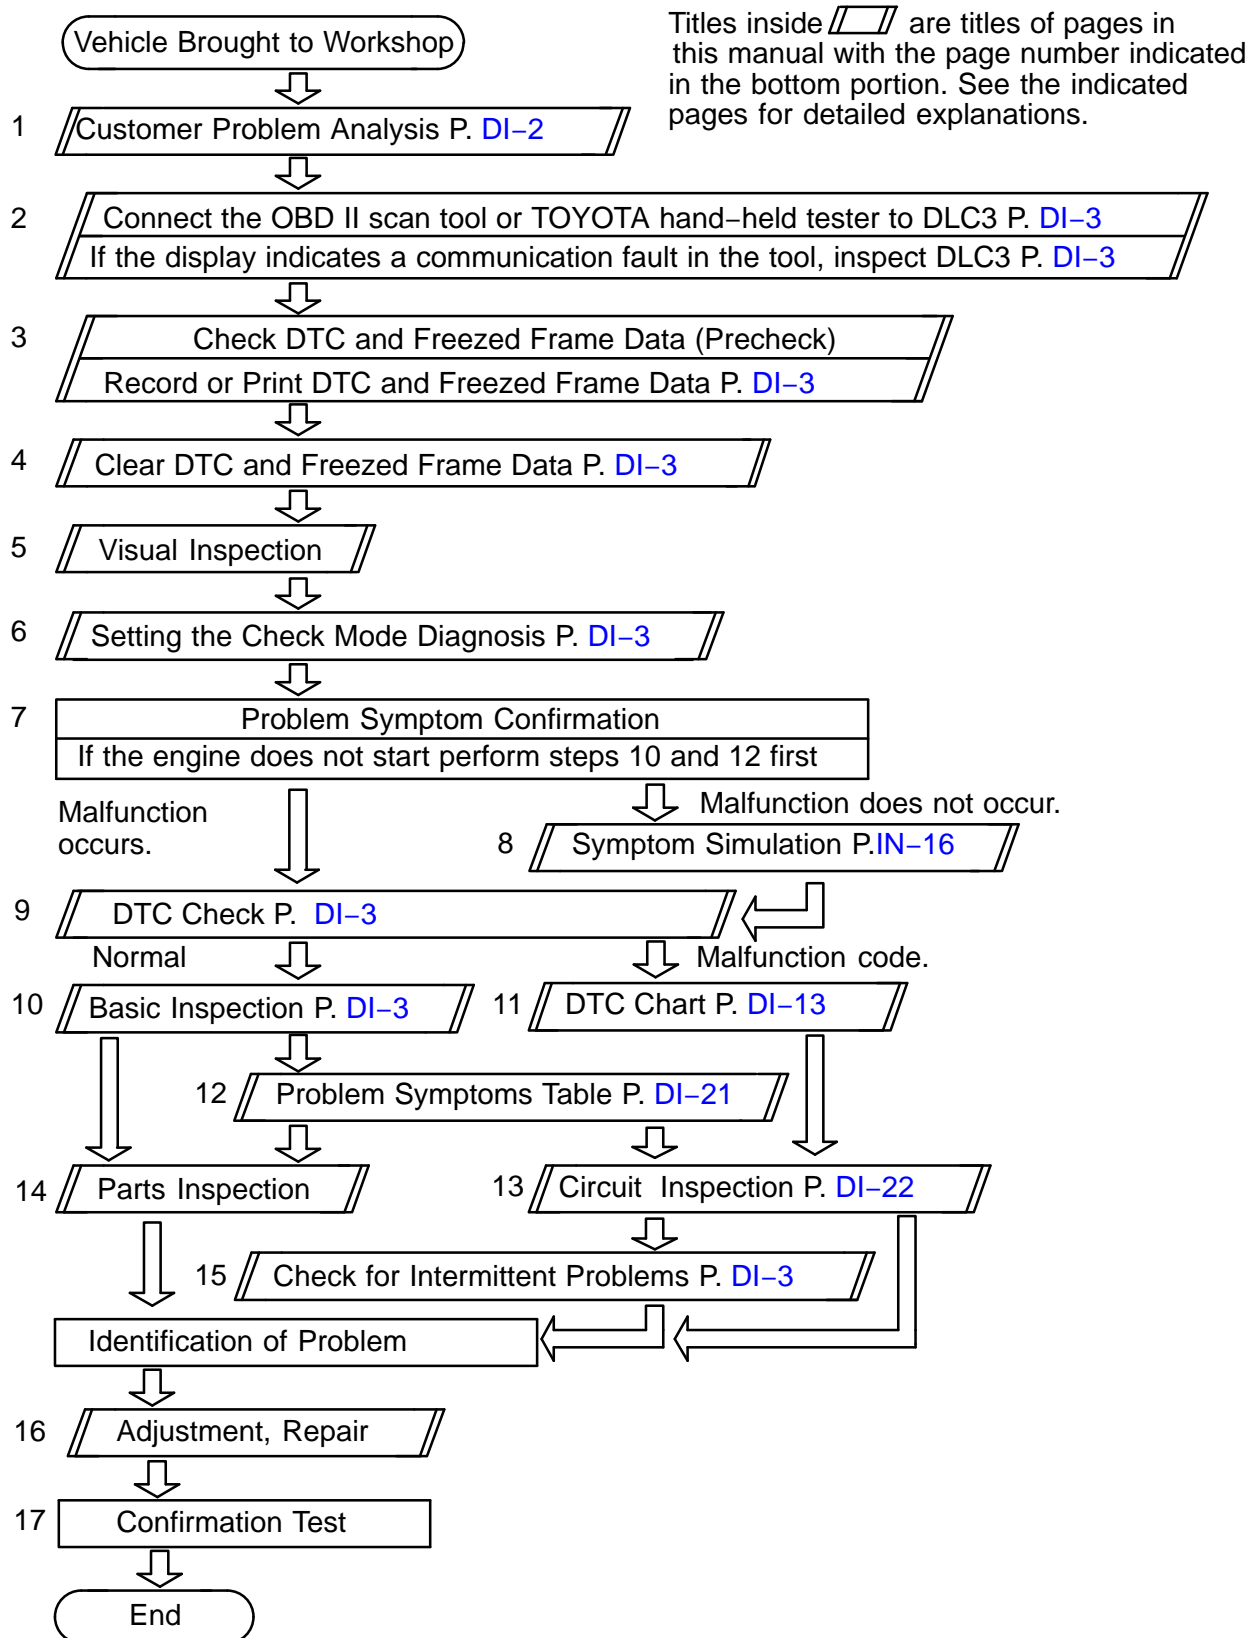 Vehicle Brought to Workshop
Titles inside are titles of pages in
this manual with the page number indicated
in the bottom portion. See the indicated
pages for detailed explanations.
1 Customer Problem Analysis P. DI–2
2 Connect the OBD II scan tool or TOYOTA hand–held tester to DLC3 P. DI–3
If the display indicates a communication fault in the tool, inspect DLC3 P. DI–3
3 Check DTC and Freezed Frame Data (Precheck)
Record or Print DTC and Freezed Frame Data P. DI–3
4 Clear DTC and Freezed Frame Data P. DI–3
5 Visual Inspection
6 Setting the Check Mode Diagnosis P. DI–3
7 Problem Symptom Confirmation
If the engine does not start perform steps 10 and 12 first
Malfunction
occurs.
Malfunction does not occur.
8 Symptom Simulation P.IN–16
9 DTC Check P. DI–3
Normal
Malfunction code.
10 Basic Inspection P. DI–3
11 DTC Chart P. DI–13
12 Problem Symptoms Table P. DI–21
14 Parts Inspection
13 Circuit Inspection P. DI–22
15 Check for Intermittent Problems P. DI–3
Identification of Problem
16 Adjustment, Repair
17 Confirmation Test
End